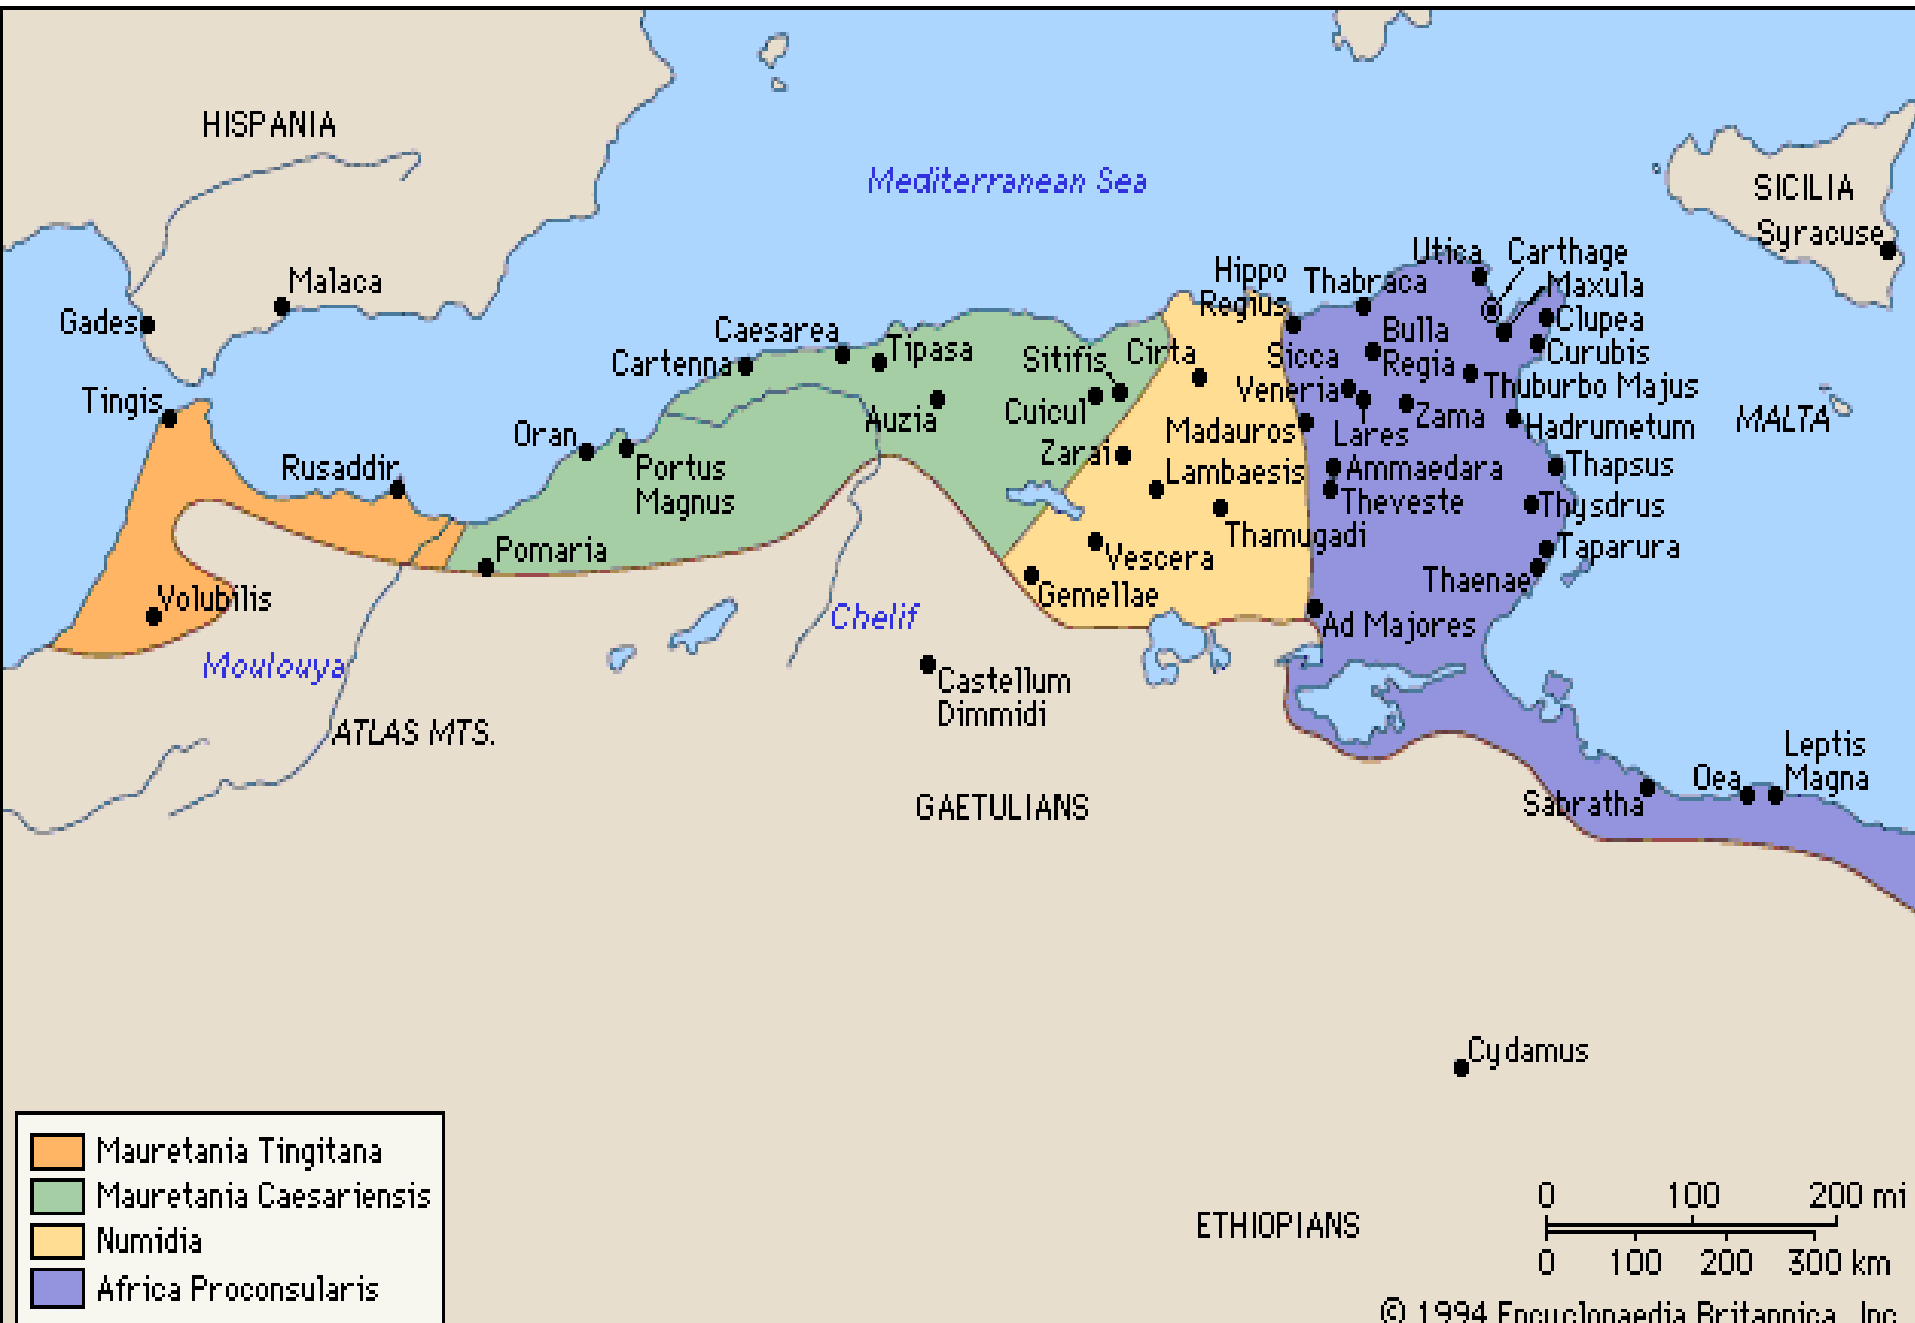 HISPANIA
Mediterranean Sea
SICILIA
Syracuse
Malaca
Gades
Utica
Carthage
Hippo
Regius
Thabraca
Maxula
Clupea
Curubis
Caesarea
Tipasa
Cartenna
Sitifis
Cirta
Bulla
Regia
Sicca
Veneria
Thuburbo Majus
Tingis
Auzia
Cuicul
Zama
Hadrumetum
MALTA
Oran
Madauros
Lares
Rusaddir
Portus
Magnus
Zarai
Lambaesis
Ammaedara
Thapsus
Theveste
Thysdrus
Thamugadi
Pomaria
Vescera
Taparura
Thaenae
Volubilis
Gemellae
Chelif
Ad Majores
Moulouya
Castellum
Dimmidi
ATLAS MTS.
Leptis
Magna
Oea
Sabratha
GAETULIANS
Cydamus
Mauretania Tingitana
Mauretania Caesariensis
Numidia
Africa Proconsularis
ETHIOPIANS
0 100 200 mi
0 100 200 300 km
© 1994 Encyclopaedia Britannica, Inc.